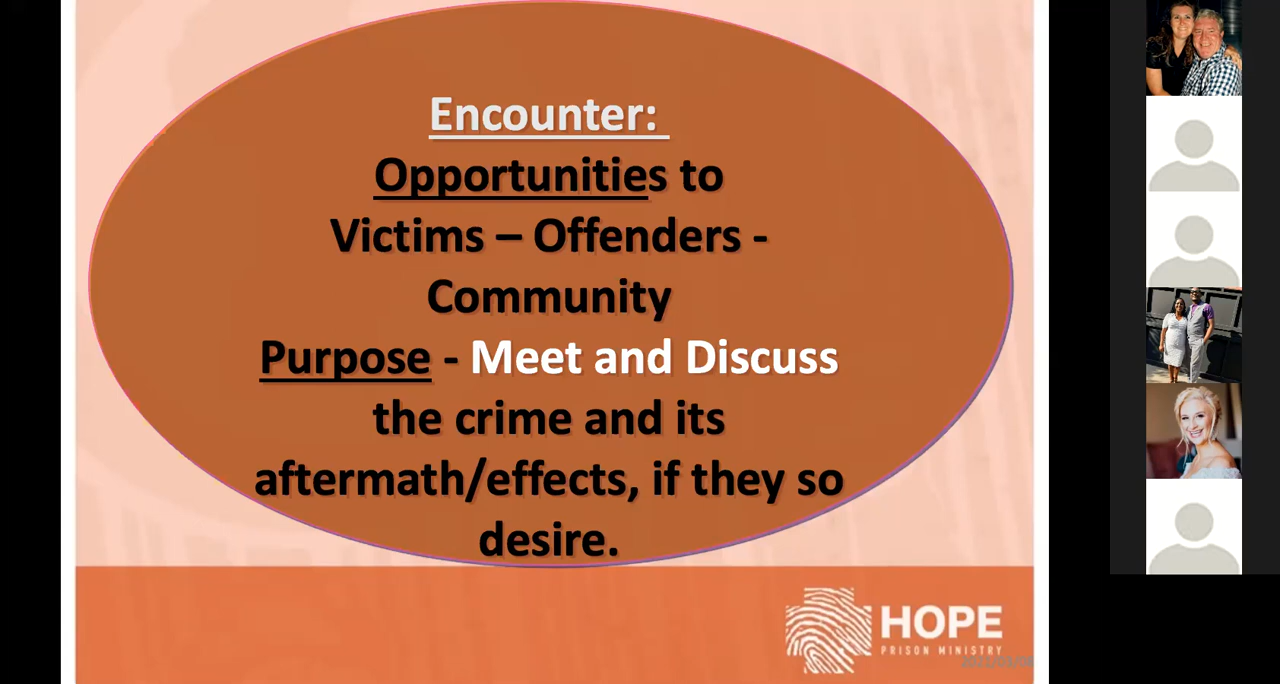 Encounter:
Opportunities to
Victims – Offenders -
Community
Purpose - Meet and Discuss
the crime and its
aftermath/effects, if they so
desire.
HOPE
PRISON MINISTRY